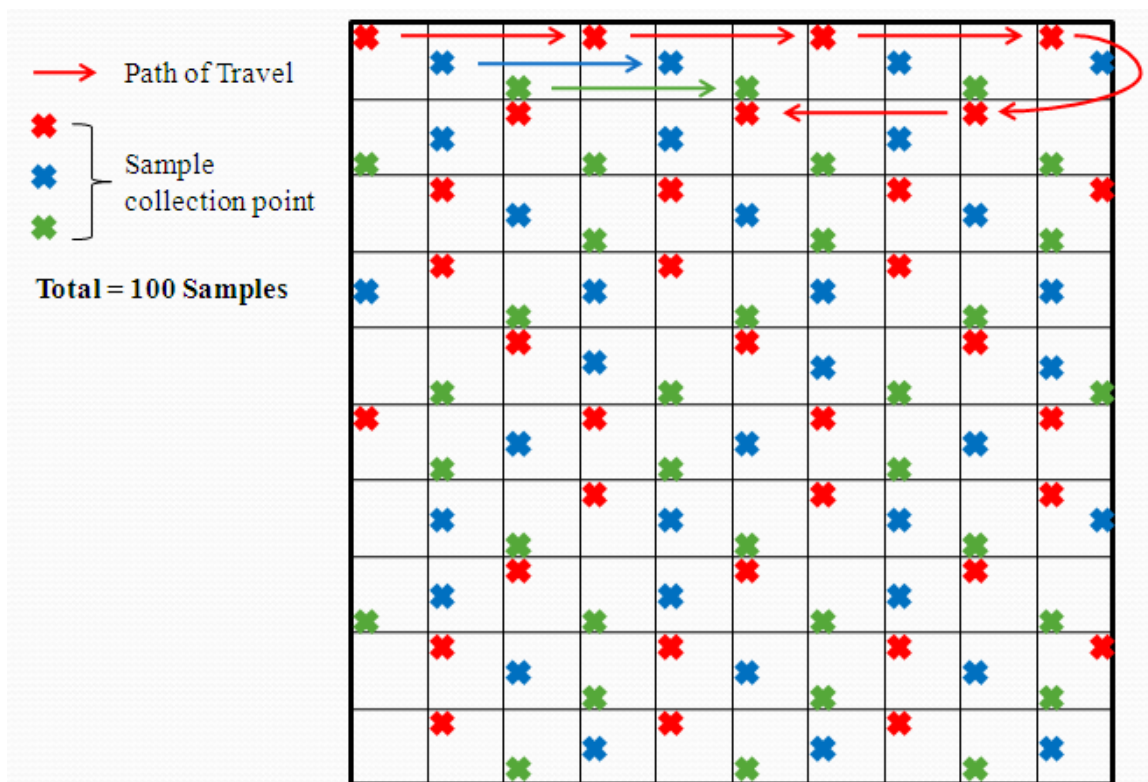 Path of Travel
Sample
collection point
Total = 100 Samples